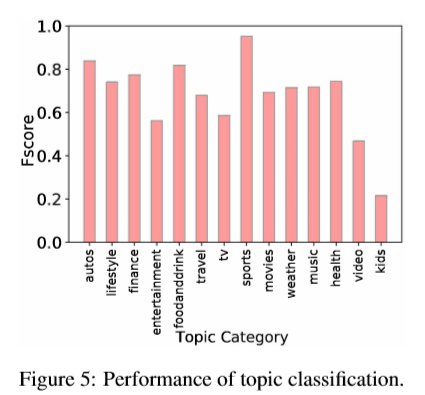 1.0
0.8
0.6
0.4
0.2
0.0
Fscore
autos
lifestyle
finance
entertainment
foodanddrink
travel
tv
sports
movies
weather
music
health
video
kids
Topic Category
Figure 5: Performance of topic classification.